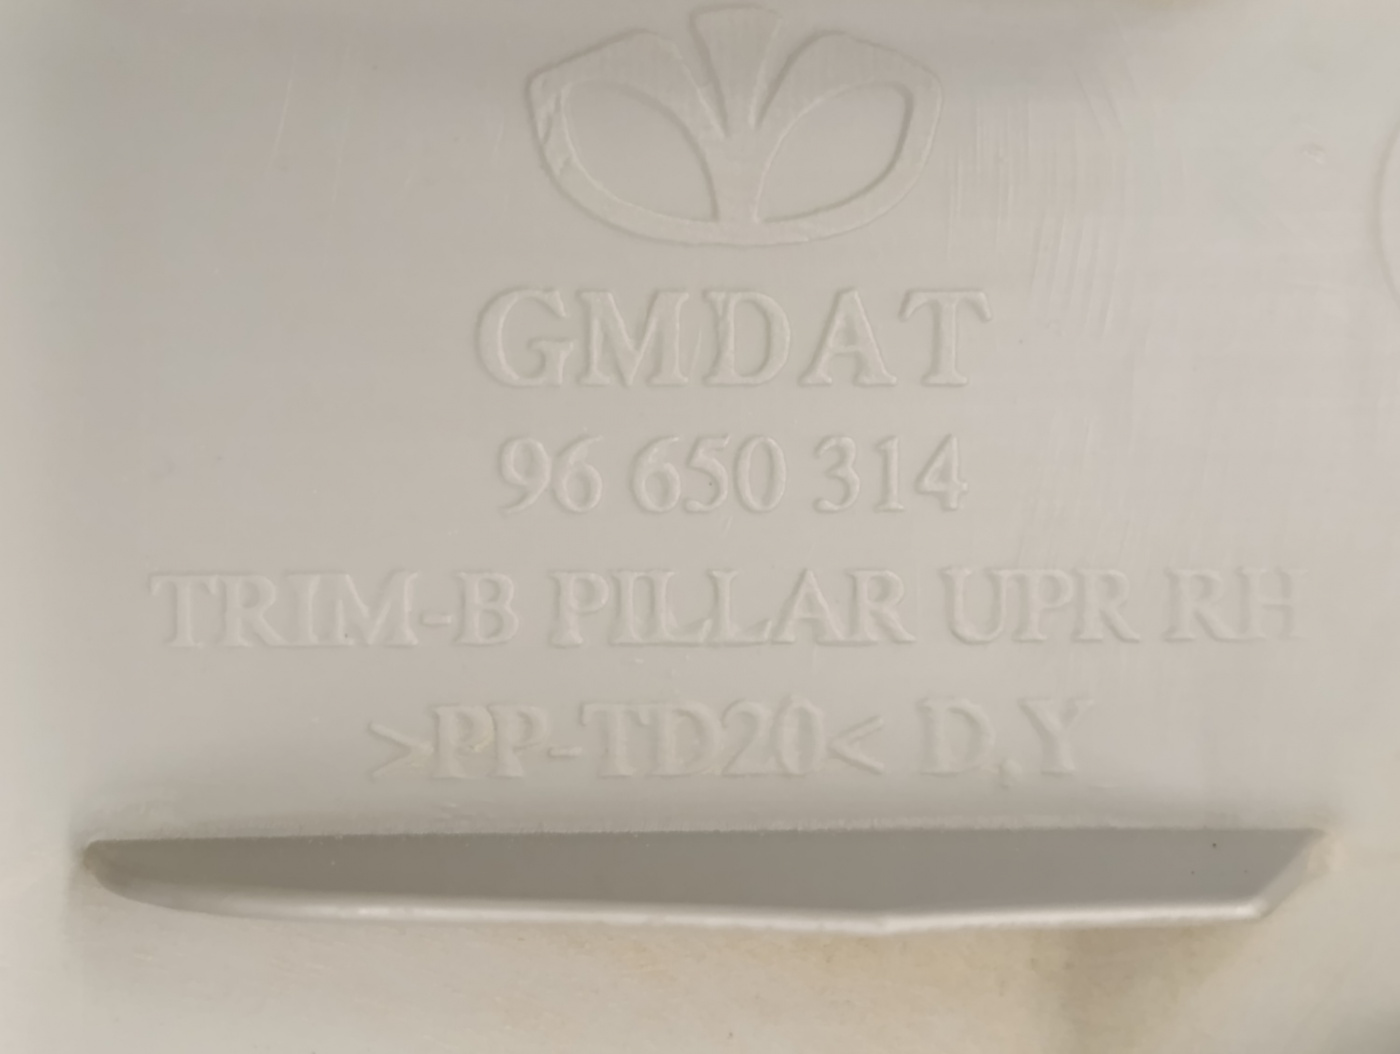 GMDAT
96 650 314
TRIM-B PILLAR UPR RH
>PP-TD20< D,Y